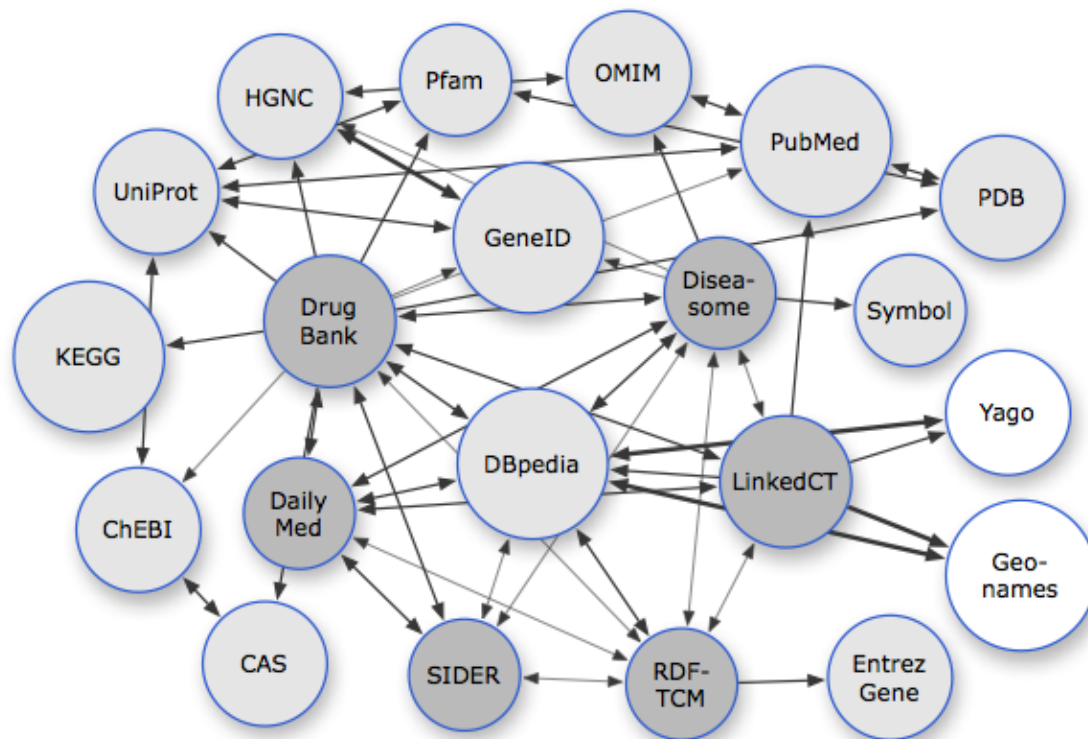 OMIM
Pfam
HGNC
PubMed
UniProt
PDB
GeneID
Disea-
some
Drug
Bank
Symbol
KEGG
Yago
DBpedia
LinkedCT
Daily
Med
ChEBI
Geo-
names
CAS
SIDER
RDF-
TCM
Entrez
Gene